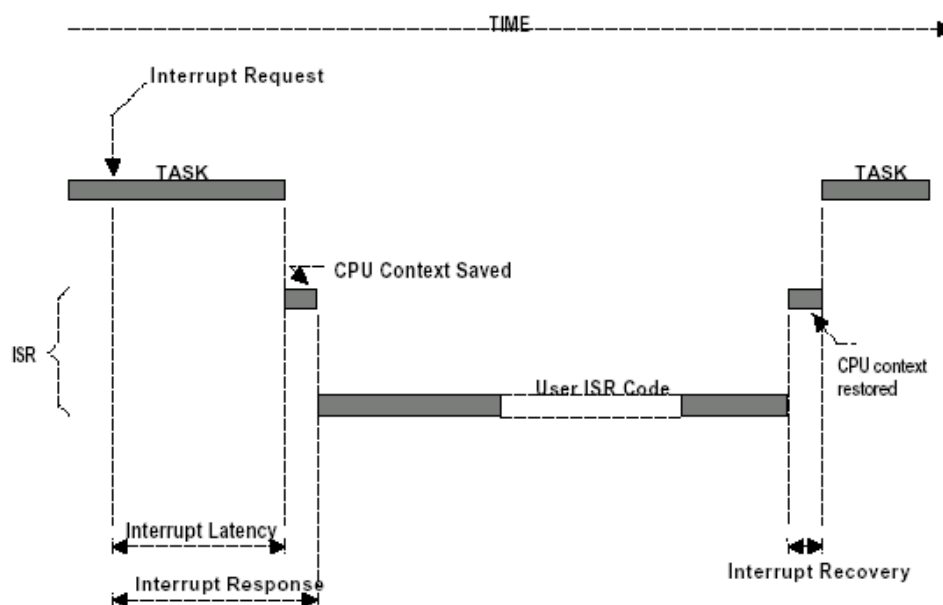 TIME
Interrupt Request
TASK
TASK
CPU Context Saved
ISR
CPU context
restored
User ISR Code
Interrupt Latency
Interrupt Recovery
Interrupt Response